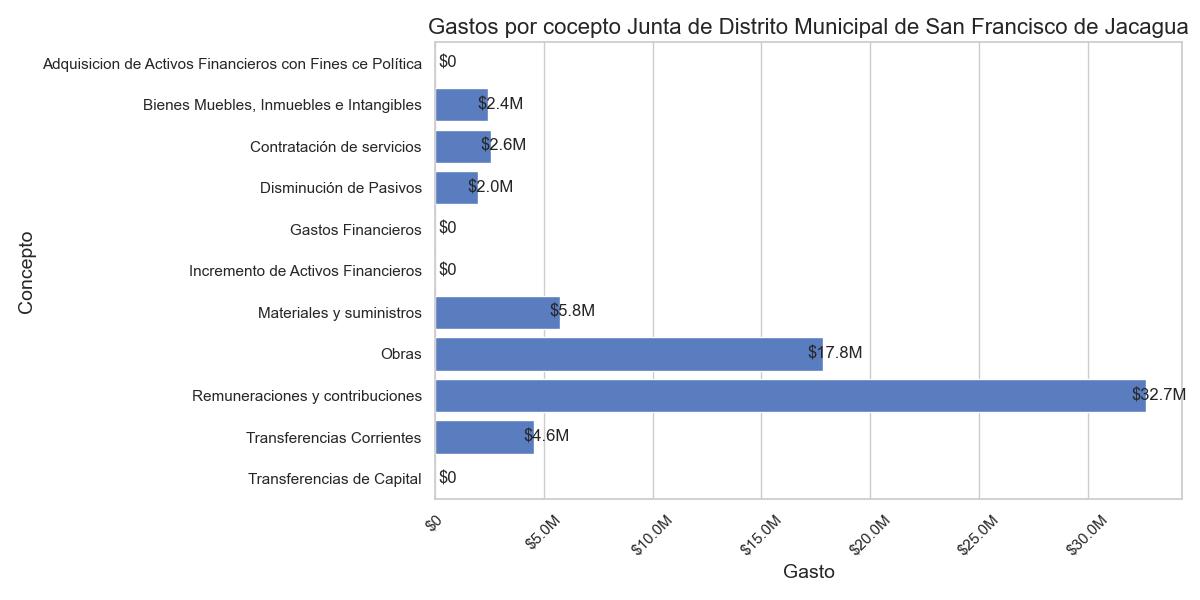 Gastos por cocepto Junta de Distrito Municipal de San Francisco de Jacagua
Concepto
Adquisicion de Activos Financieros con Fines ce Política $0
Bienes Muebles, Inmuebles e Intangibles $2.4M
Contratación de servicios $2.6M
Disminución de Pasivos $2.0M
Gastos Financieros $0
Incremento de Activos Financieros $0
Materiales y suministros $5.8M
Obras $17.8M
Remuneraciones y contribuciones $32.7M
Transferencias Corrientes $4.6M
Transferencias de Capital $0
$0 $5.0M $10.0M $15.0M $20.0M $25.0M $30.0M
Gasto